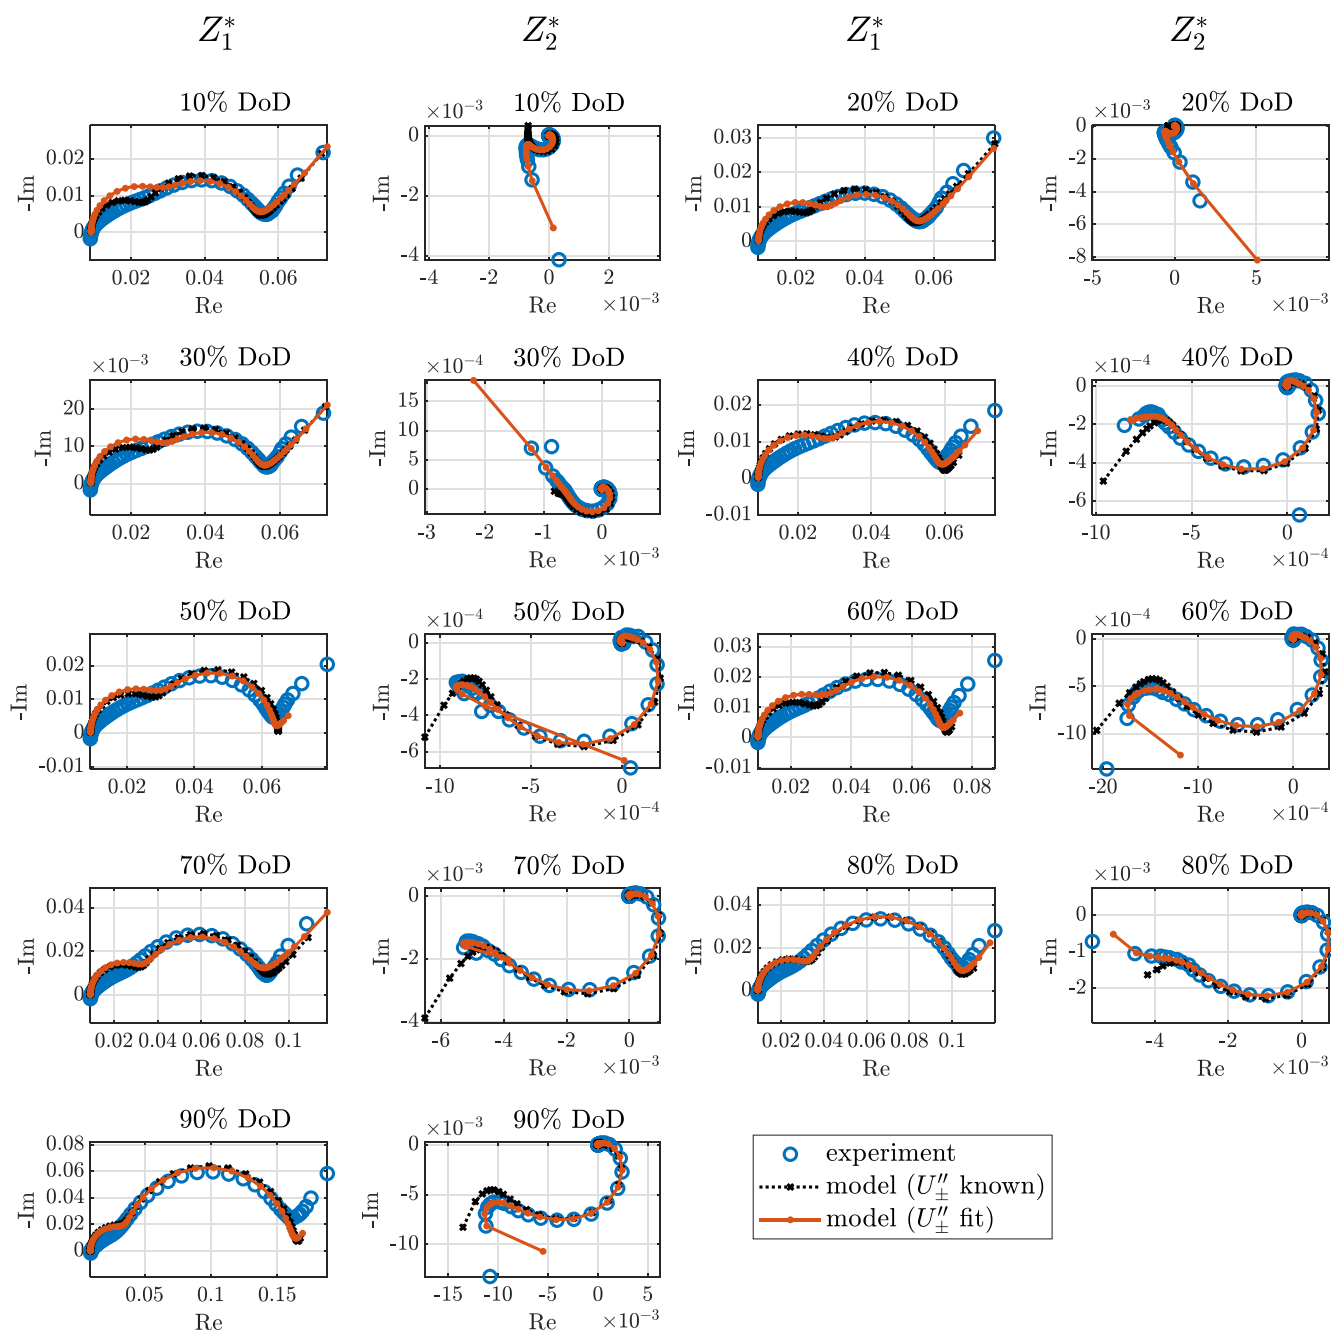 Z₁* Z₂* Z₁* Z₂*
10% DoD
0.02
0.01
0
-Im
0.02 0.04 0.06
Re
×10⁻³
10% DoD
0
-2
-4
-Im
-4 -2 0 2
Re
×10⁻³
20% DoD
0.03
0.02
0.01
0
-Im
0.02 0.04 0.06
Re
×10⁻³
20% DoD
0
-2
-4
-6
-8
-Im
-5 0 5
Re
×10⁻³
×10⁻³
30% DoD
20
10
0
-Im
0.02 0.04 0.06
Re
×10⁻⁴
30% DoD
15
10
5
0
-Im
-3 -2 -1 0
Re
×10⁻³
40% DoD
0.02
0.01
0
-0.01
-Im
0.02 0.04 0.06
Re
×10⁻⁴
40% DoD
0
-2
-4
-6
-Im
-10 -5 0
Re
×10⁻⁴
50% DoD
0.02
0.01
0
-0.01
-Im
0.02 0.04 0.06
Re
×10⁻⁴
50% DoD
0
-2
-4
-6
-Im
-10 -5 0
Re
×10⁻⁴
60% DoD
0.03
0.02
0.01
0
-0.01
-Im
0.02 0.04 0.06 0.08
Re
×10⁻⁴
60% DoD
0
-5
-10
-Im
-20 -10 0
Re
×10⁻⁴
70% DoD
0.04
0.02
0
-Im
0.02 0.04 0.06 0.08 0.1
Re
×10⁻³
70% DoD
0
-2
-4
-Im
-6 -4 -2 0
Re
×10⁻³
80% DoD
0.04
0.02
0
-Im
0.02 0.04 0.06 0.08 0.1
Re
×10⁻³
80% DoD
0
-1
-2
-Im
-4 -2 0
Re
×10⁻³
90% DoD
0.08
0.06
0.04
0.02
0
-Im
0.05 0.1 0.15
Re
×10⁻³
90% DoD
0
-5
-10
-Im
-15 -10 -5 0 5
Re
×10⁻³
experiment
model (U″± known)
model (U″± fit)